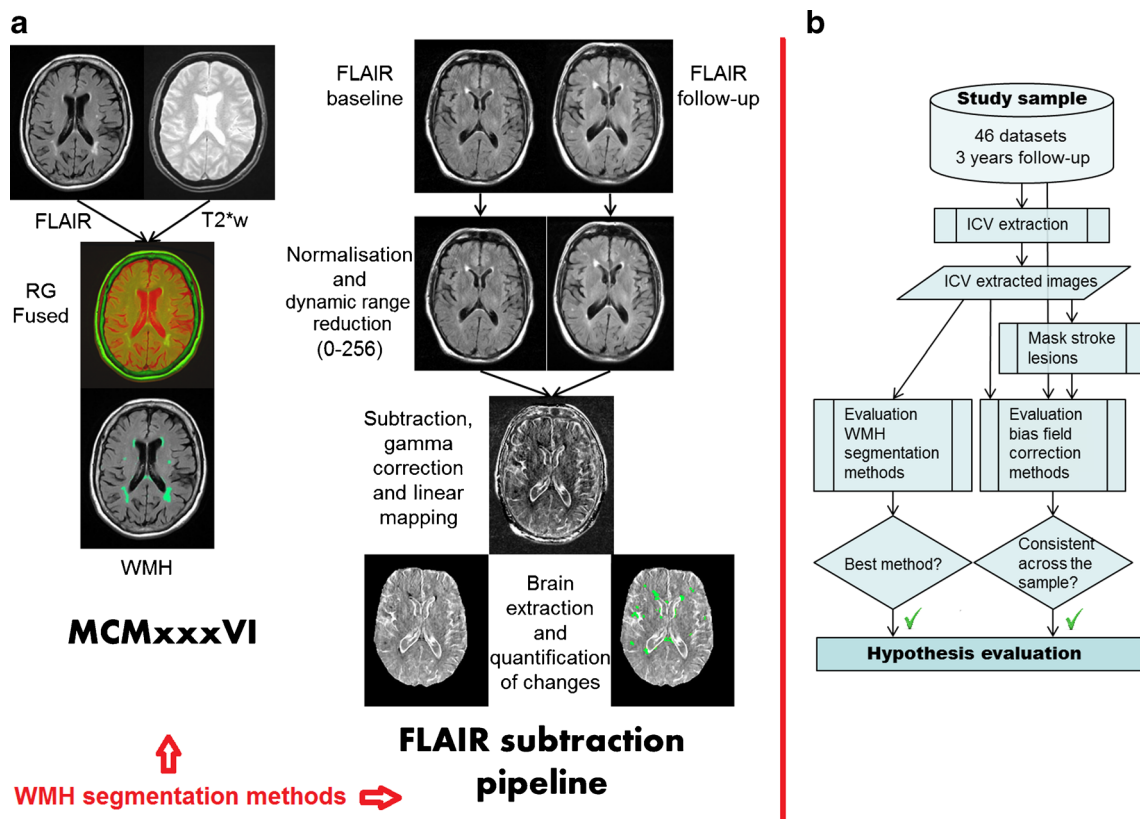 a
FLAIR
T2*w
RG
Fused
WMH
MCMxxxVI
FLAIR
baseline
FLAIR
follow-up
Normalisation
and
dynamic range
reduction
(0-256)
Subtraction,
gamma
correction
and linear
mapping
Brain
extraction
and
quantification
of changes
FLAIR subtraction
pipeline
WMH segmentation methods
b
Study sample
46 datasets
3 years follow-up
ICV extraction
ICV extracted images
Mask stroke
lesions
Evaluation
WMH
segmentation
methods
Evaluation
bias field
correction
methods
Best method?
Consistent
across the
sample?
Hypothesis evaluation